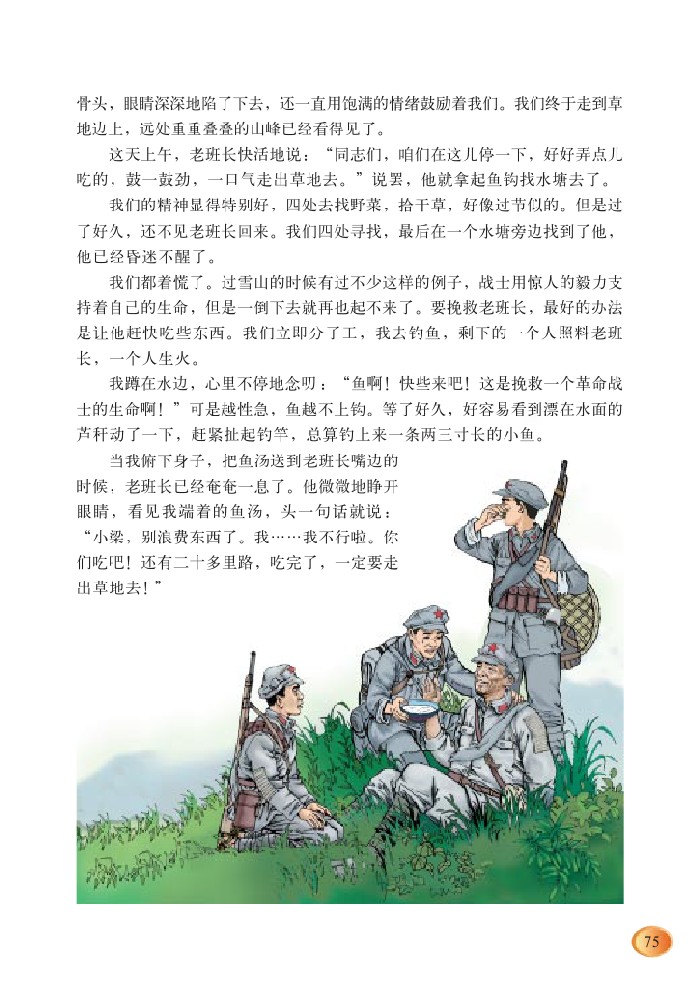 骨头，眼睛深深地陷了下去，还一直用饱满的情绪鼓励着我们。我们终于走到草
地边上，远处重重叠叠的山峰已经看得见了。
这天上午，老班长快活地说：“同志们，咱们在这儿停一下，好好弄点儿
吃的，鼓一鼓劲，一口气走出草地去。”说罢，他就拿起鱼钩找水塘去了。
我们的精神显得特别好，四处去找野菜，拾干草，好像过节似的。但是过
了好久，还不见老班长回来。我们四处寻找，最后在一个水塘旁边找到了他，
他已经昏迷不醒了。
我们都着慌了。过雪山的时候有过不少这样的例子，战士用惊人的毅力支
持着自己的生命，但是一倒下去就再也起不来了。要挽救老班长，最好的办法
是让他赶快吃些东西。我们立即分了工，我去钓鱼，剩下的一个人照料老班
长，一个人生火。
我蹲在水边，心里不停地念叨：“鱼啊！快些来吧！这是挽救一个革命战
士的生命啊！”可是越性急，鱼越不上钩。等了好久，好容易看到漂在水面的
芦秆动了一下，赶紧扯起钓竿，总算钓上来一条两三寸长的小鱼。
当我俯下身子，把鱼汤送到老班长嘴边的
时候，老班长已经奄奄一息了。他微微地睁开
眼睛，看见我端着的鱼汤，头一句话就说：
“小梁，别浪费东西了。我……我不行啦。你
们吃吧！还有二十多里路，吃完了，一定要走
出草地去！”
75